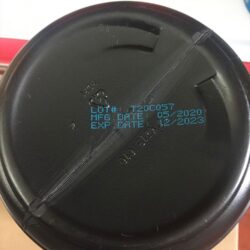 LOT#: T20C057
MFG DATE: 05/2020
EXP DATE: 12/2023